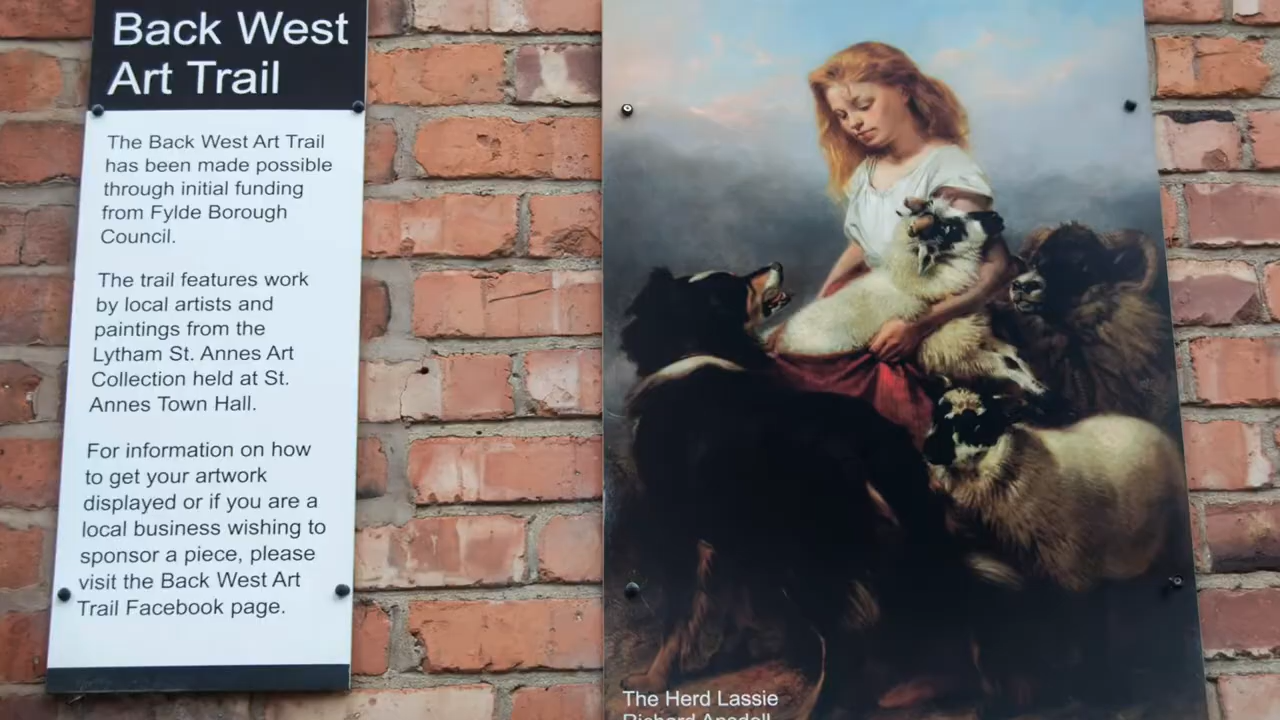 Back West
Art Trail
The Back West Art Trail
has been made possible
through initial funding
from Fylde Borough
Council.
The trail features work
by local artists and
paintings from the
Lytham St. Annes Art
Collection held at St.
Annes Town Hall.
For information on how
to get your artwork
displayed or if you are a
local business wishing to
sponsor a piece, please
visit the Back West Art
Trail Facebook page.
The Herd Lassie
Richard Ansdell